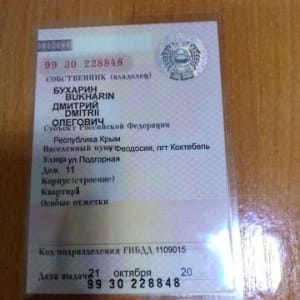 99 30 228848
СОБСТВЕННИК (владелец)
БУХАРИН
BUKHARIN
ДМИТРИЙ
DMITRII
ОЛЕГОВИЧ
Субъект Российской Федерации
Республика Крым
Населенный пункт Феодосия, пгт Коктебель
Улица ул Подгорная
Дом 11
Корпус (строение)
Квартира 1
Особые отметки
Код подразделения ГИБДД 1109015
Дата выдачи 21 октября 20
99 30 228848